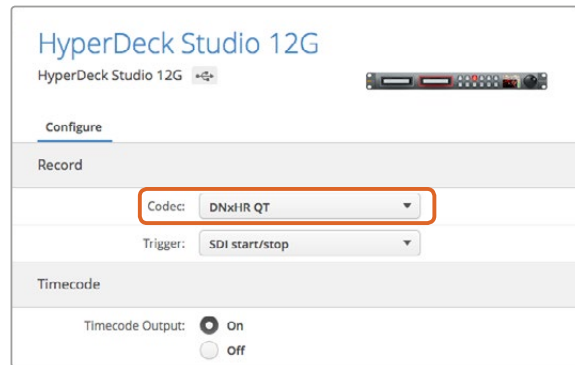 HyperDeck Studio 12G
HyperDeck Studio 12G
Configure
Record
Codec: DNxHR QT
Trigger: SDI start/stop
Timecode
Timecode Output: On
Off